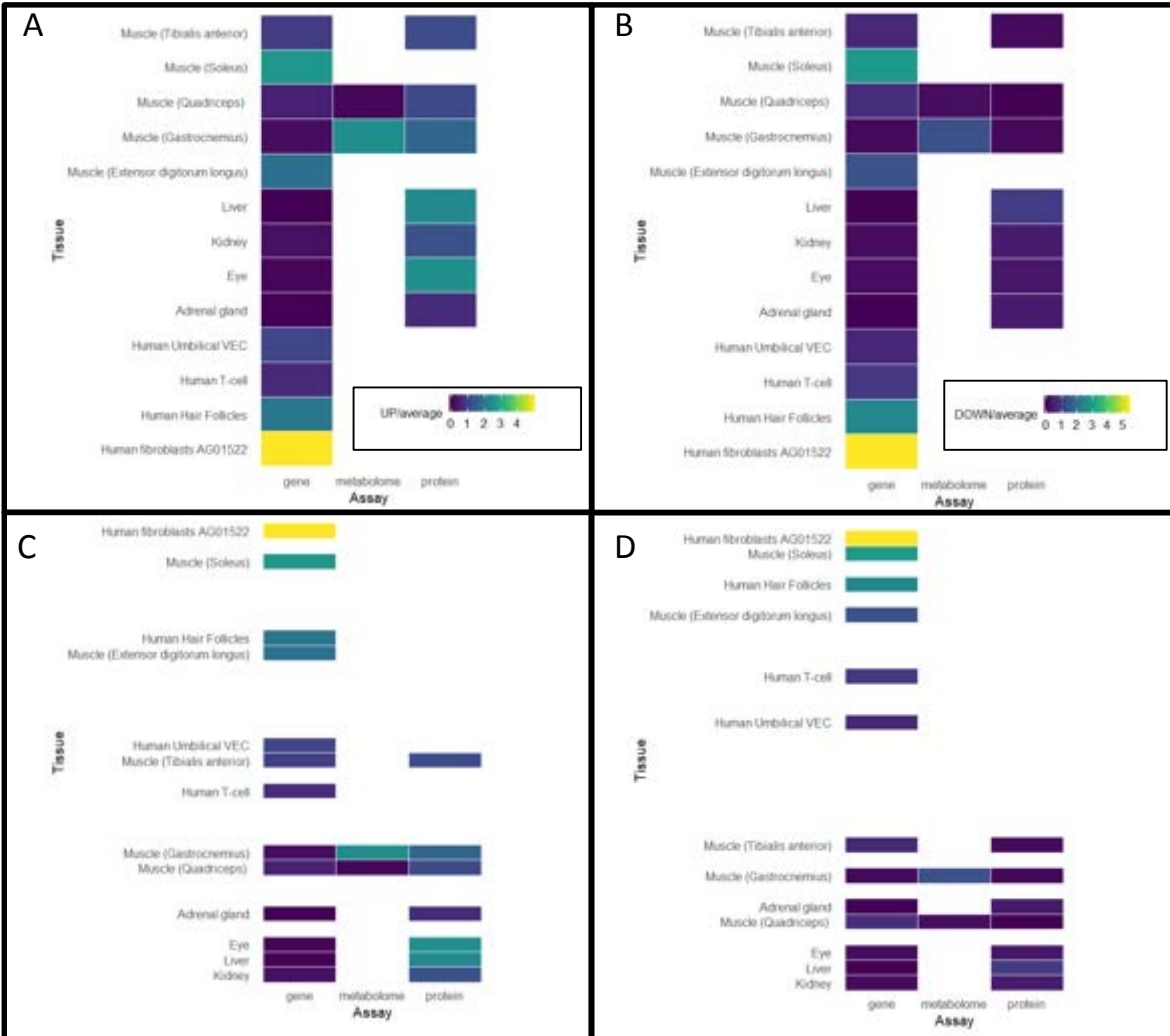 A
Muscle (Tibialis anterior)
Muscle (Soleus)
Muscle (Quadriceps)
Muscle (Gastrocnemius)
Muscle (Extensor digitorum longus)
Liver
Kidney
Eye
Adrenal gland
Human Umbilical VEC
Human T-cell
Human Hair Follicles
Human fibroblasts AG01522
Tissue
gene metabolome protein
Assay
UP/average
0 1 2 3 4
B
Muscle (Tibialis anterior)
Muscle (Soleus)
Muscle (Quadriceps)
Muscle (Gastrocnemius)
Muscle (Extensor digitorum longus)
Liver
Kidney
Eye
Adrenal gland
Human Umbilical VEC
Human T-cell
Human Hair Follicles
Human fibroblasts AG01522
Tissue
gene metabolome protein
Assay
DOWN/average
0 1 2 3 4 5
C
Human fibroblasts AG01522
Muscle (Soleus)
Human Hair Follicles
Muscle (Extensor digitorum longus)
Human Umbilical VEC
Muscle (Tibialis anterior)
Human T-cell
Muscle (Gastrocnemius)
Muscle (Quadriceps)
Adrenal gland
Eye
Liver
Kidney
Tissue
gene metabolome protein
Assay
D
Human fibroblasts AG01522
Muscle (Soleus)
Human Hair Follicles
Muscle (Extensor digitorum longus)
Human T-cell
Human Umbilical VEC
Muscle (Tibialis anterior)
Muscle (Gastrocnemius)
Adrenal gland
Muscle (Quadriceps)
Eye
Liver
Kidney
Tissue
gene metabolome protein
Assay